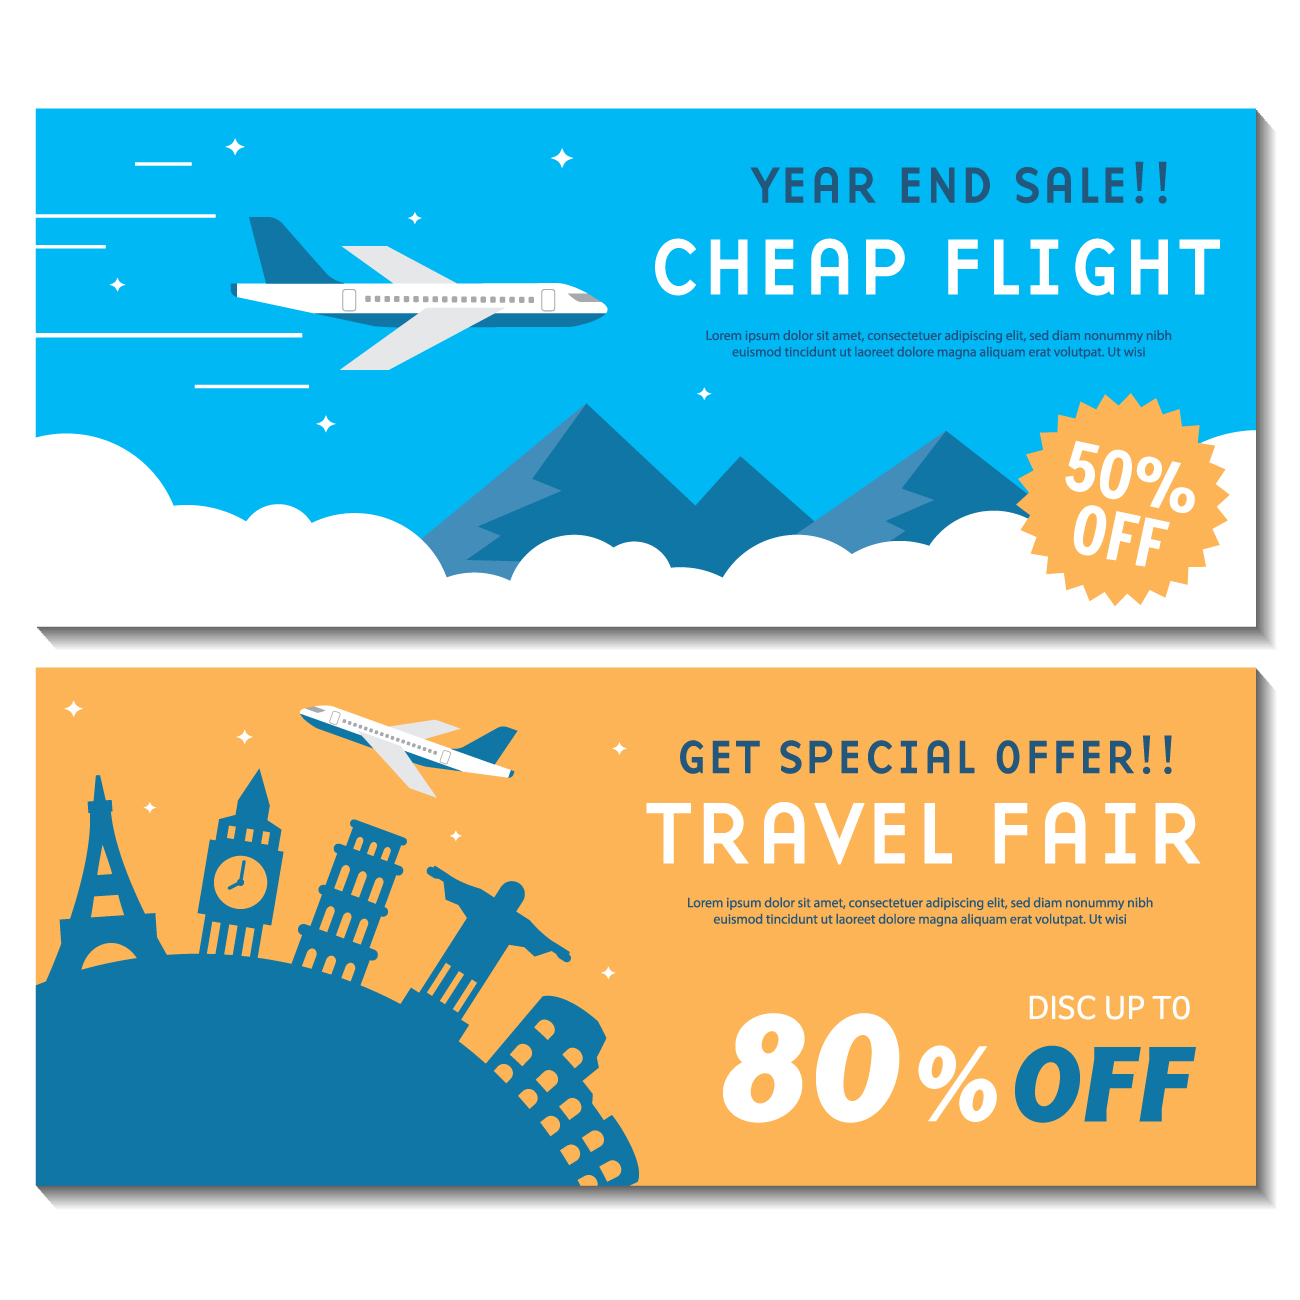 YEAR END SALE!!
CHEAP FLIGHT
Lorem ipsum dolor sit amet, consectetuer adipiscing elit, sed diam nonummy nibh
euismod tincidunt ut laoreet dolore magna aliquam erat volutpat. Ut wisi
50%
OFF
GET SPECIAL OFFER!!
TRAVEL FAIR
Lorem ipsum dolor sit amet, consectetuer adipiscing elit, sed diam nonummy nibh
euismod tincidunt ut laoreet dolore magna aliquam erat volutpat. Ut wisi
DISC UP TO
80% OFF